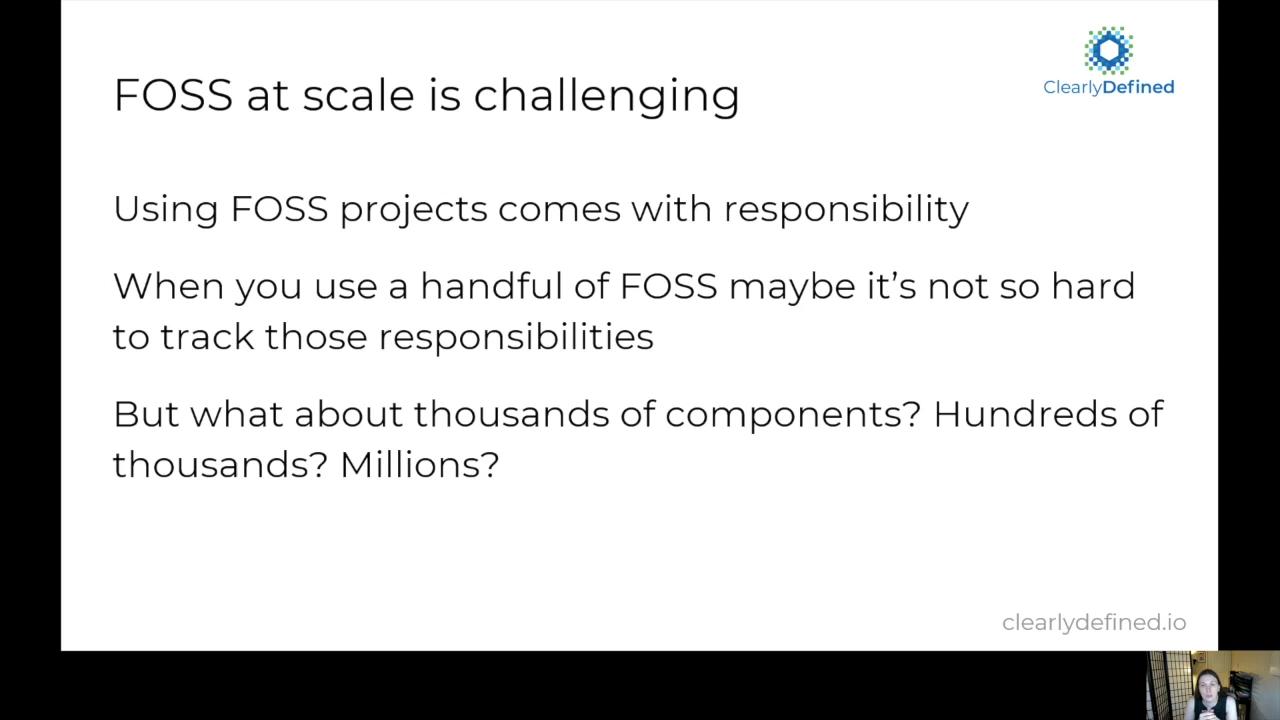 FOSS at scale is challenging
ClearlyDefined
Using FOSS projects comes with responsibility
When you use a handful of FOSS maybe it’s not so hard
to track those responsibilities
But what about thousands of components? Hundreds of
thousands? Millions?
clearlydefined.io